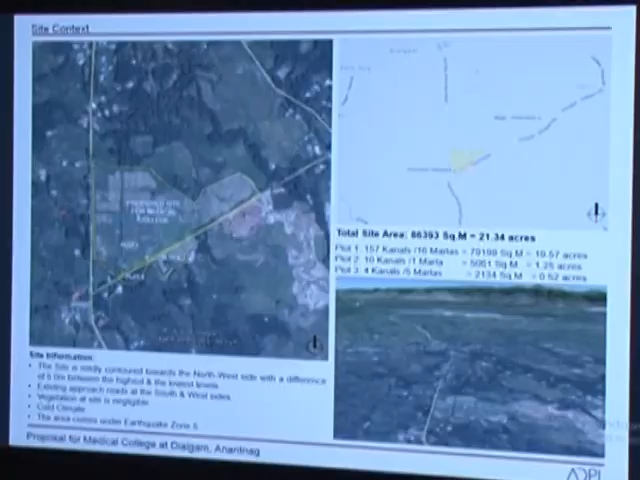 Site Context
PROPOSED SITE
FOR MEDICAL
COLLEGE
Total Site Area: 86393 Sq.M = 21.34 acres
Plot 1: 157 Kanals /16 Marlas = 79198 Sq M = 19.57 acres
Plot 2: 10 Kanals /1 Marla = 5061 Sq M = 1.25 acres
Plot 3: 4 Kanals /5 Marlas = 2134 Sq M = 0.52 acres
Site Information:
• The Site is mildly contoured towards the North-West side with a difference
of 5.0m between the highest & the lowest levels
• Existing approach roads at the South & West sides.
• Vegetation at site is negligible
• Cold Climate
• The area comes under Earthquake Zone 5
Proposal for Medical College at Dialgam, Anantnag